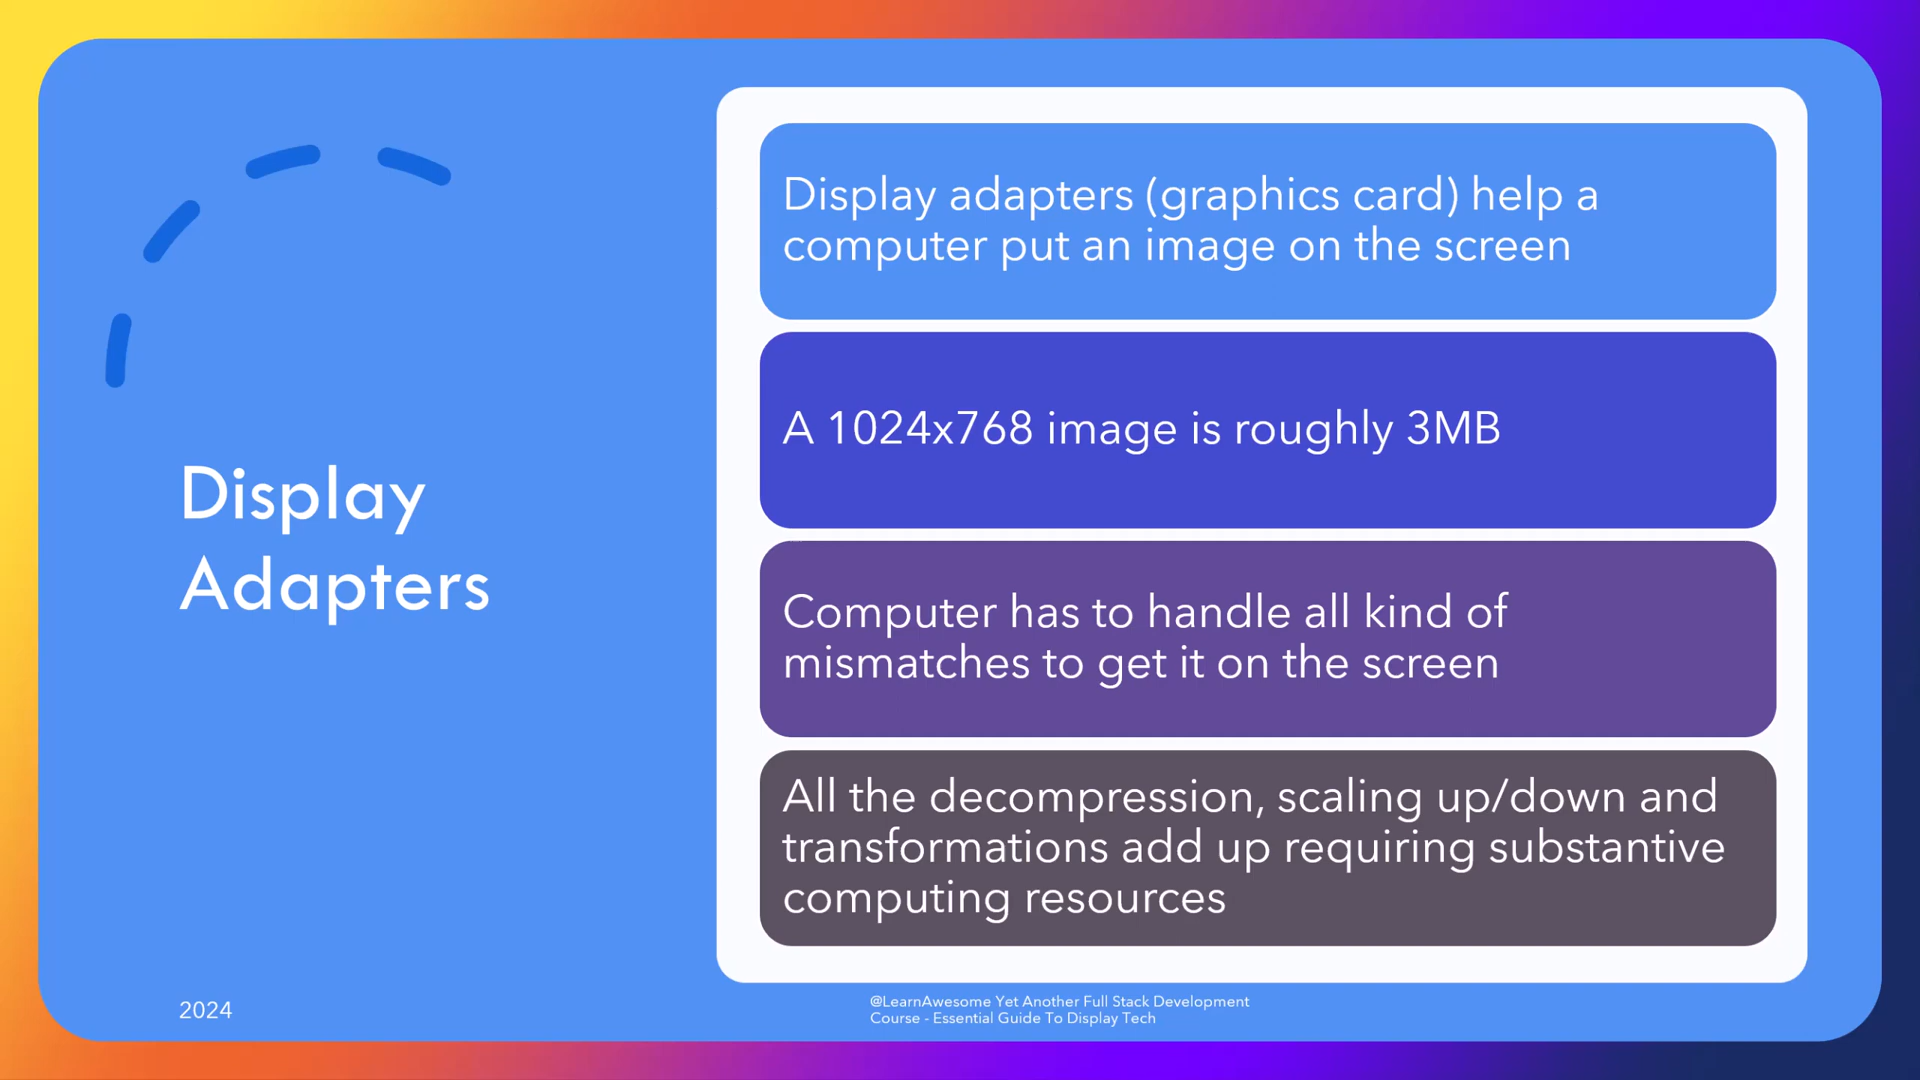 Display
Adapters
Display adapters (graphics card) help a
computer put an image on the screen
A 1024x768 image is roughly 3MB
Computer has to handle all kind of
mismatches to get it on the screen
All the decompression, scaling up/down and
transformations add up requiring substantive
computing resources
2024
@LearnAwesome Yet Another Full Stack Development
Course - Essential Guide To Display Tech